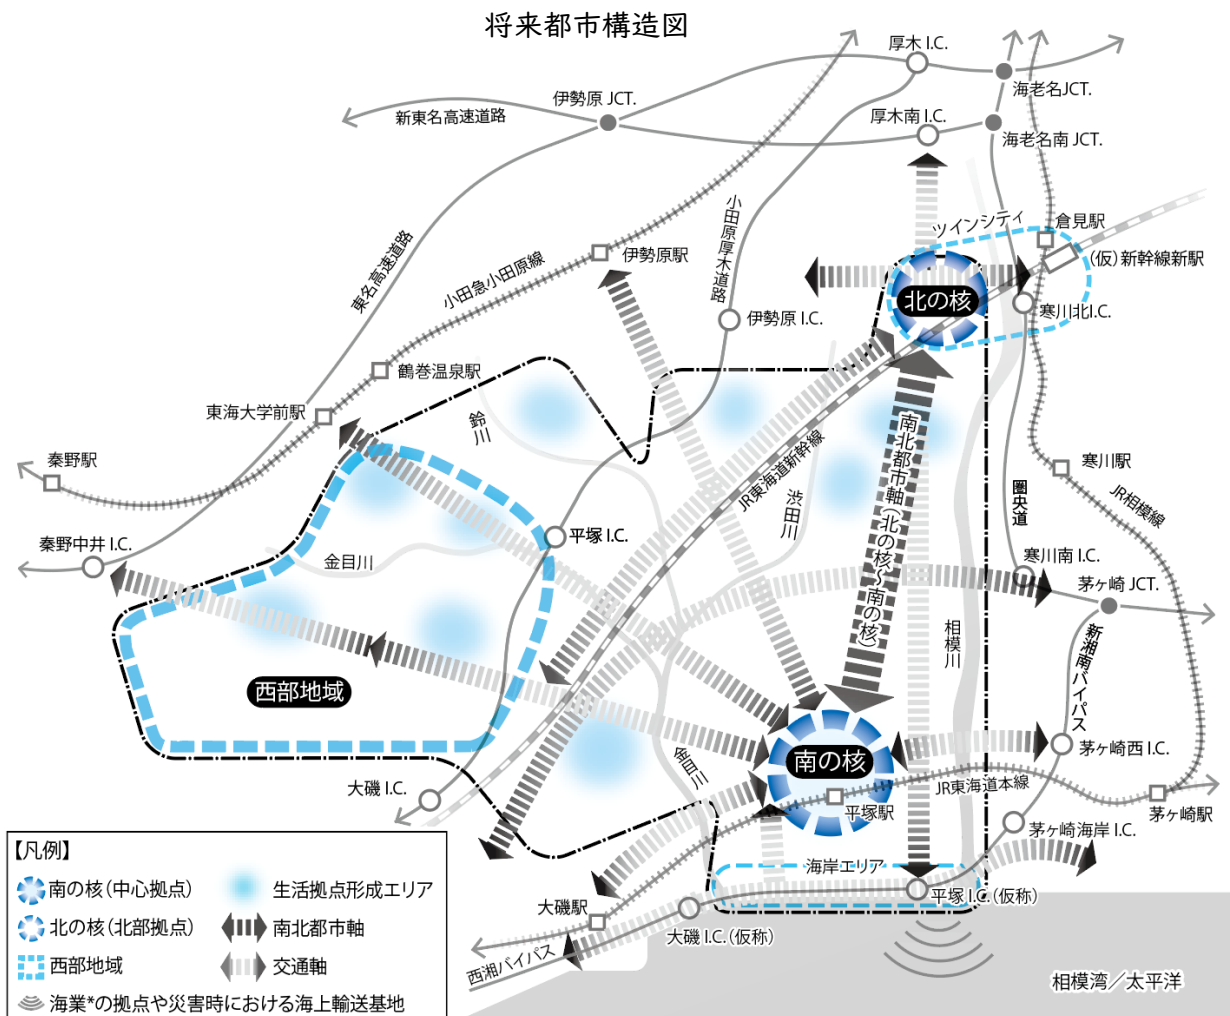 将来都市構造図
厚木 I.C.
伊勢原 JCT.
海老名JCT.
新東名高速道路
厚木南 I.C.
海老名南 JCT.
小田原厚木道路
ツインシティ
倉見駅
東名高速道路
小田急小田原線
伊勢原駅
(仮)新幹線新駅
北の核
寒川北I.C.
伊勢原 I.C.
鶴巻温泉駅
東海大学前駅
鈴川
JR東海道新幹線
渋田川
南北都市軸(北の核～南の核)
秦野駅
寒川駅
JR相模線
圏央道
秦野中井 I.C.
金目川
平塚 I.C.
寒川南 I.C.
茅ヶ崎 JCT.
相模川
新湘南バイパス
西部地域
金目川
南の核
茅ヶ崎西 I.C.
大磯 I.C.
JR東海道本線
平塚駅
茅ヶ崎駅
茅ヶ崎海岸 I.C.
海岸エリア
平塚 I.C.(仮称)
大磯駅
大磯 I.C.(仮称)
西湘バイパス
相模湾／太平洋
【凡例】
南の核(中心拠点)
生活拠点形成エリア
北の核(北部拠点)
南北都市軸
西部地域
交通軸
海業*の拠点や災害時における海上輸送基地